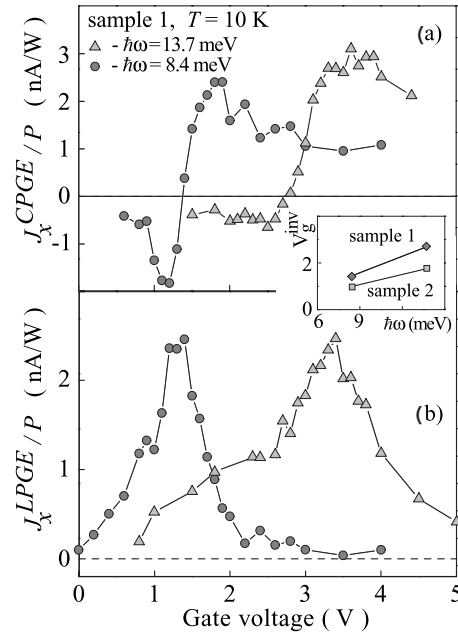 sample 1, T = 10 K
- ℏω = 13.7 meV
- ℏω = 8.4 meV
(a)
J_x^CPGE / P ( nA/W)
3
2
1
0
-1
V_g^inv
4
2
0
sample 1
sample 2
6
9
ℏω (meV)
(b)
J_x^LPGE / P (nA/W)
2
1
0
0
1
2
3
4
5
Gate voltage ( V )